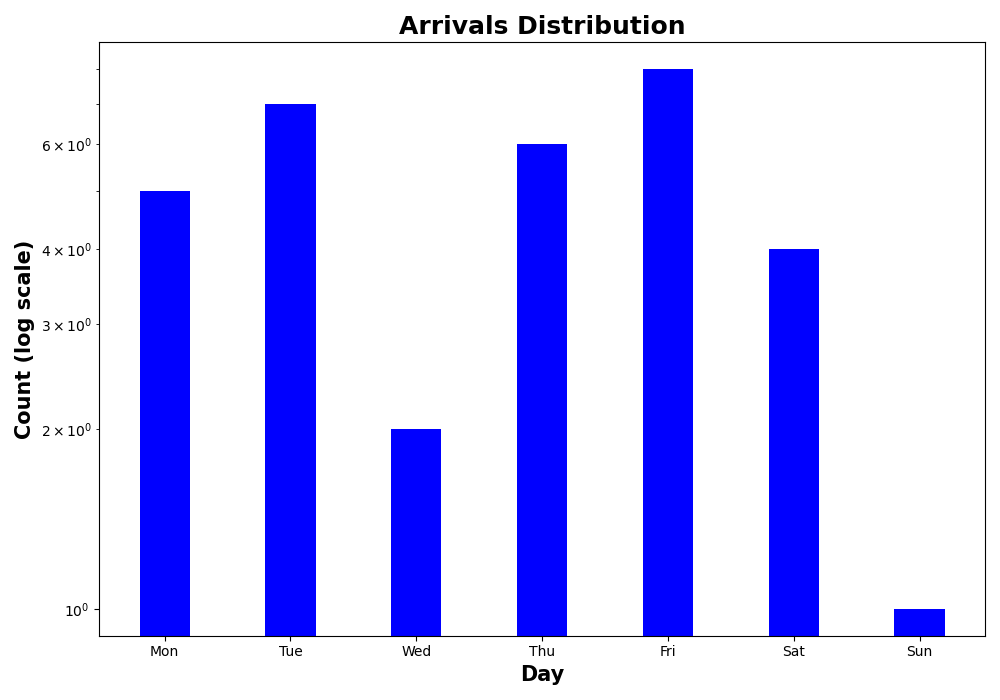 Arrivals Distribution
Count (log scale)
6 × 10⁰
4 × 10⁰
3 × 10⁰
2 × 10⁰
10⁰
Mon Tue Wed Thu Fri Sat Sun
Day